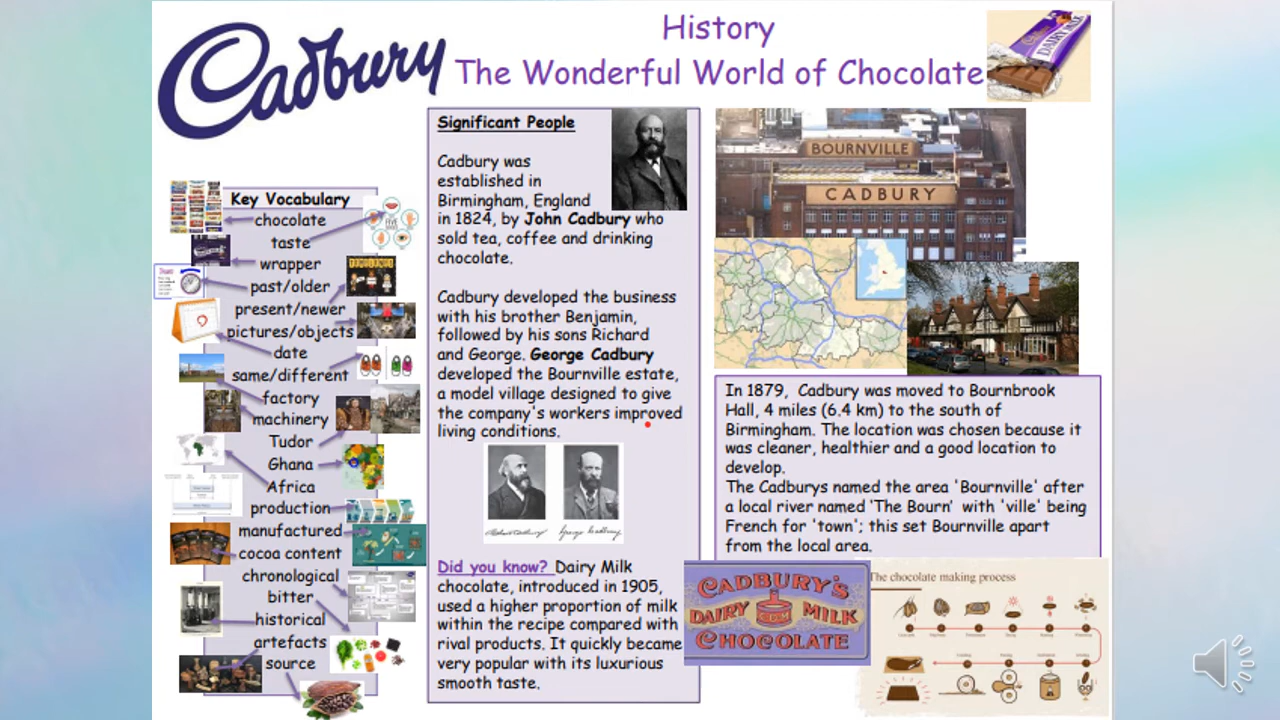 Cadbury
History
The Wonderful World of Chocolate
DAIRY MILK
Key Vocabulary
chocolate
taste
wrapper
past/older
present/newer
pictures/objects
date
same/different
factory
machinery
Tudor
Ghana
Africa
production
manufactured
cocoa content
chronological
bitter
historical
artefacts
source
Significant People
Cadbury was
established in
Birmingham, England
in 1824, by John Cadbury who
sold tea, coffee and drinking
chocolate.
Cadbury developed the business
with his brother Benjamin,
followed by his sons Richard
and George. George Cadbury
developed the Bournville estate,
a model village designed to give
the company's workers improved
living conditions.
Did you know? Dairy Milk
chocolate, introduced in 1905,
used a higher proportion of milk
within the recipe compared with
rival products. It quickly became
very popular with its luxurious
smooth taste.
BOURNVILLE
CADBURY
In 1879, Cadbury was moved to Bournbrook
Hall, 4 miles (6.4 km) to the south of
Birmingham. The location was chosen because it
was cleaner, healthier and a good location to
develop.
The Cadburys named the area 'Bournville' after
a local river named 'The Bourn' with 'ville' being
French for 'town'; this set Bournville apart
from the local area.
CADBURY'S
DAIRY MILK
CHOCOLATE
The chocolate making process